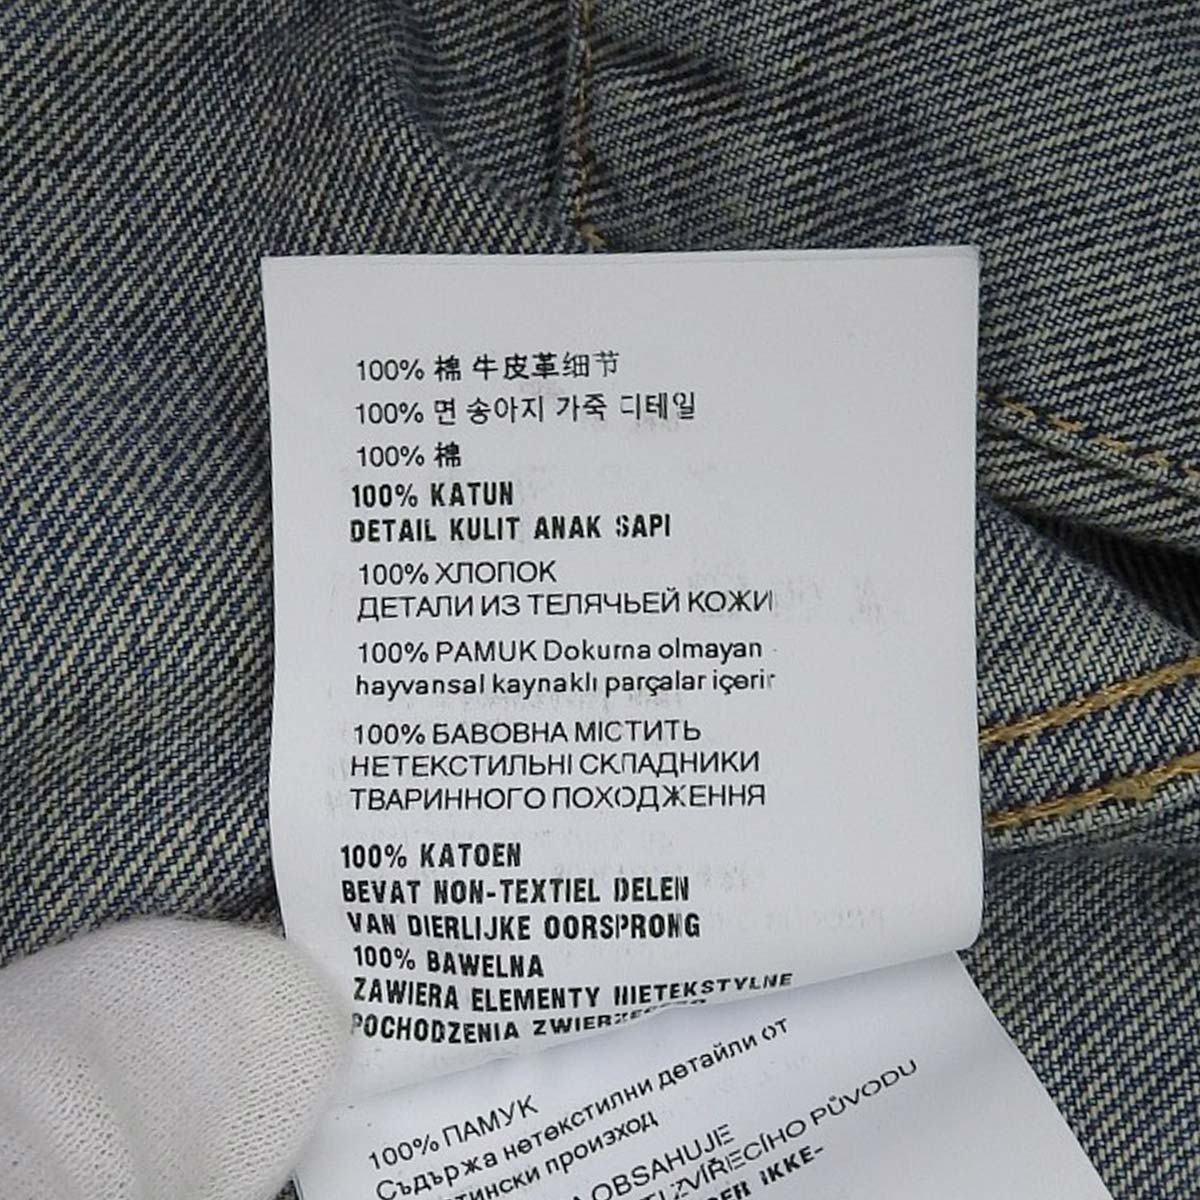 100% 棉 牛皮革细节
100% 면 송아지 가죽 디테일
100% 棉
100% KATUN
DETAIL KULIT ANAK SAPI
100% ХЛОПОК
ДЕТАЛИ ИЗ ТЕЛЯЧЬЕЙ КОЖИ
100% PAMUK Dokuma olmayan
hayvansal kaynaklı parçalar içerir
100% БАВОВНА МІСТИТЬ
НЕТЕКСТИЛЬНІ СКЛАДНИКИ
ТВАРИННОГО ПОХОДЖЕННЯ
100% KATOEN
BEVAT NON-TEXTIEL DELEN
VAN DIERLIJKE OORSPRONG
100% BAWELNA
ZAWIERA ELEMENTY NIETEKSTYLNE
POCHODZENIA
100% ПАМУК
Съдържа нетекстилни детайли от
произход
OBSAHUJE
PŮVODU
IKKE-